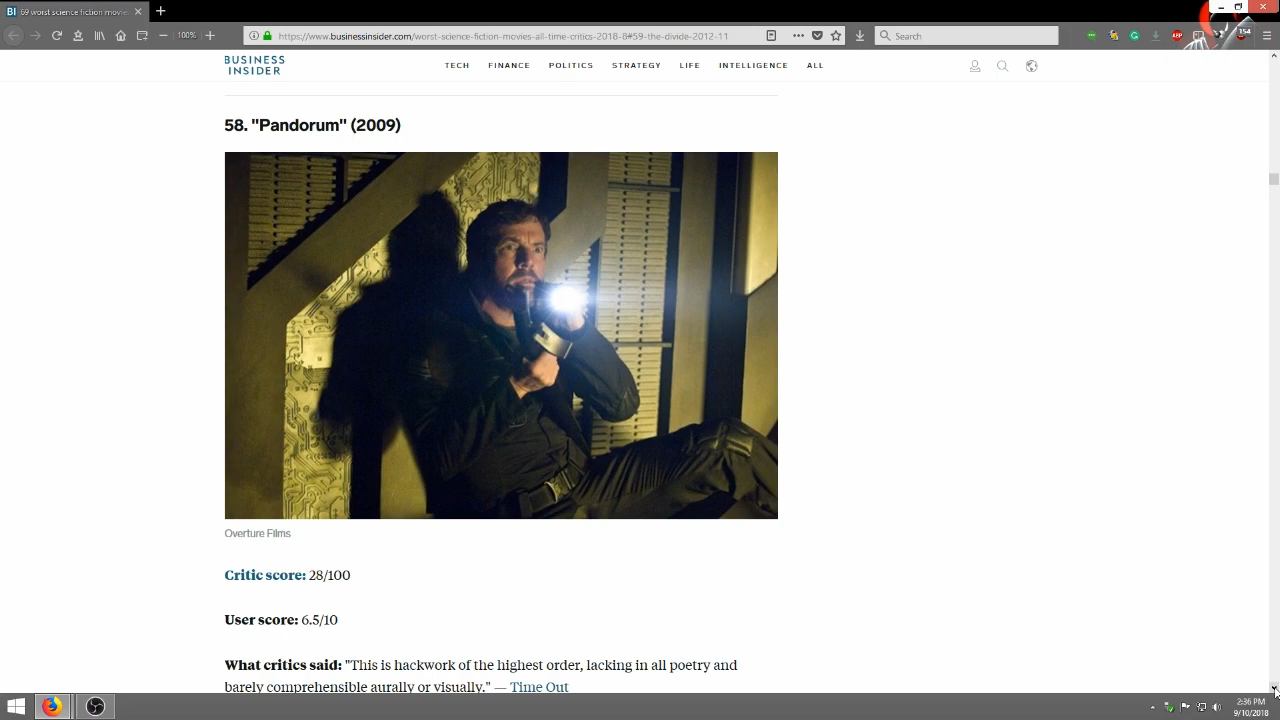 69 worst science fiction movie
https://www.businessinsider.com/worst-science-fiction-movies-all-time-critics-2018-8#59-the-divide-2012-11
100%
Search
154
BUSINESS
INSIDER
TECH FINANCE POLITICS STRATEGY LIFE INTELLIGENCE ALL
58. "Pandorum" (2009)
Overture Films
Critic score: 28/100
User score: 6.5/10
What critics said: "This is hackwork of the highest order, lacking in all poetry and
barely comprehensible aurally or visually." — Time Out
2:36 PM
9/10/2018